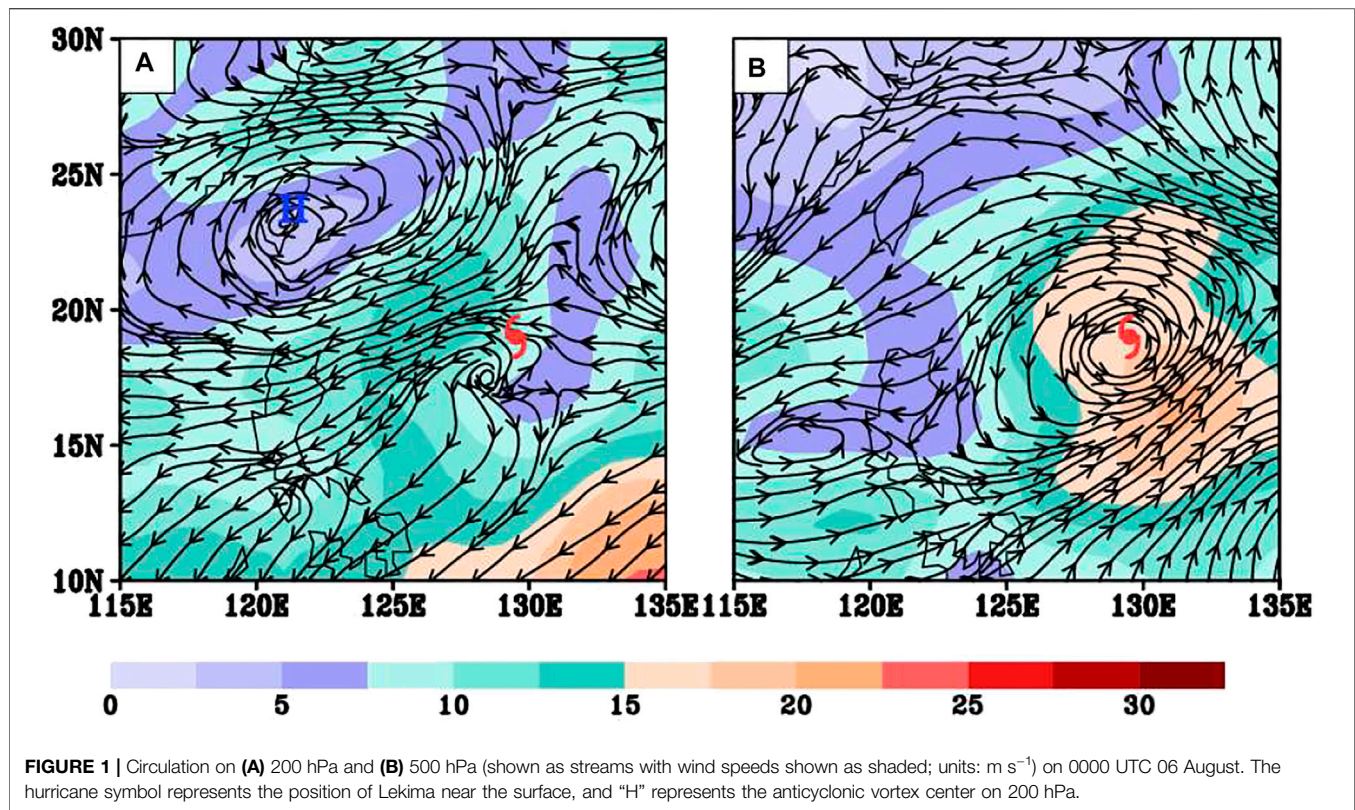 A
B
H
30N
25N
20N
15N
10N
115E 120E 125E 130E 135E 115E 120E 125E 130E 135E
0 5 10 15 20 25 30
FIGURE 1 | Circulation on (A) 200 hPa and (B) 500 hPa (shown as streams with wind speeds shown as shaded; units: m s⁻¹) on 0000 UTC 06 August. The
hurricane symbol represents the position of Lekima near the surface, and “H” represents the anticyclonic vortex center on 200 hPa.